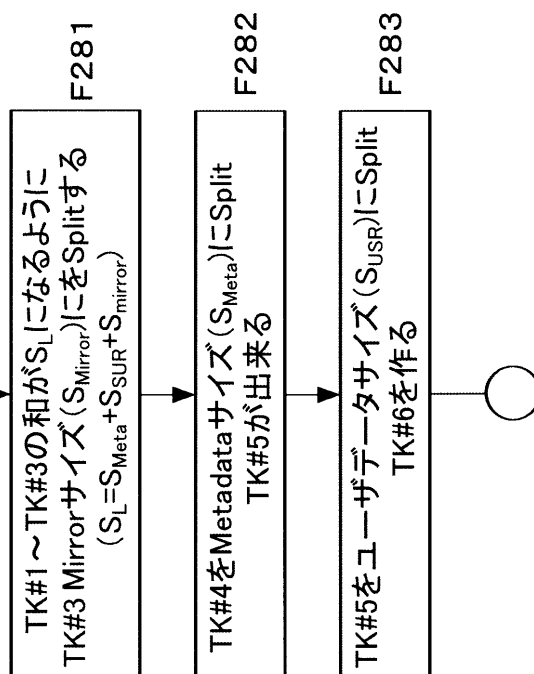 TK#1～TK#3の和がSLになるように
TK#3 Mirrorサイズ(SMirror)にをSplitする
(SL=SMeta+SSUR+Smirror)
F281
TK#4をMetadataサイズ(SMeta)にSplit
TK#5が出来る
F282
TK#5をユーザデータサイズ(SUSR)にSplit
TK#6を作る
F283